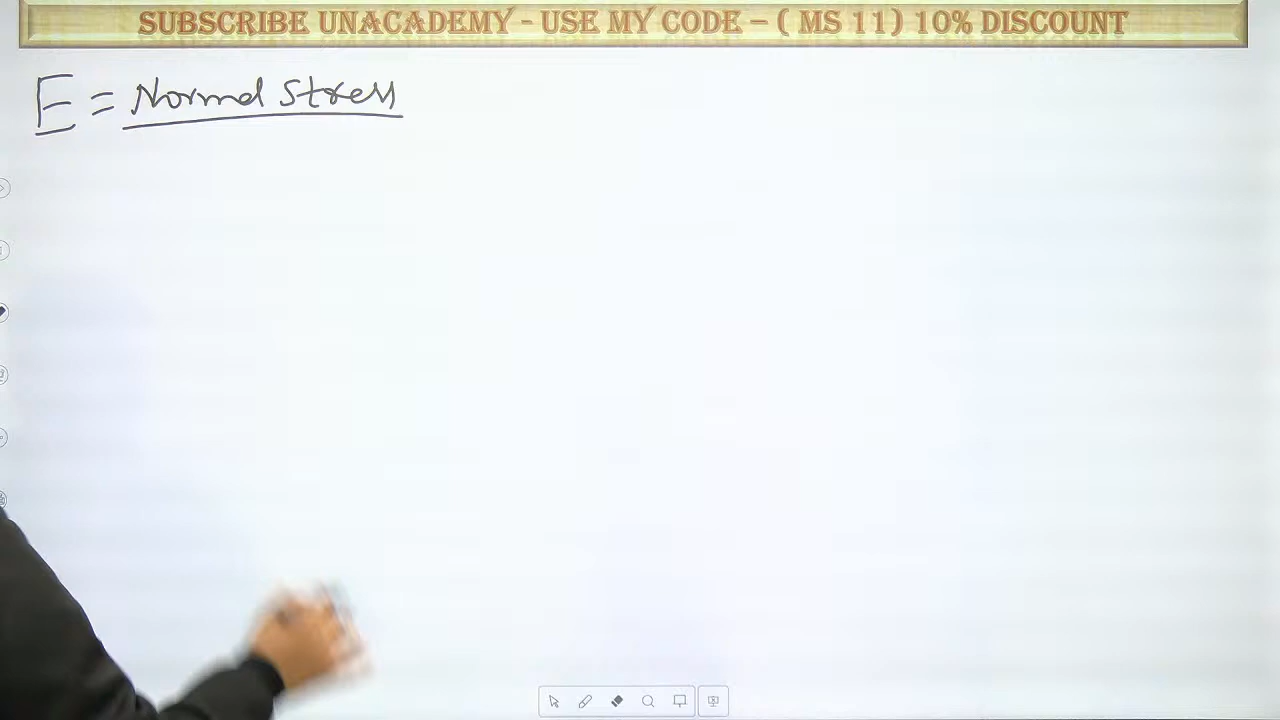 SUBSCRIBE UNACADEMY - USE MY CODE – ( MS 11) 10% DISCOUNT
E = Normal Stress